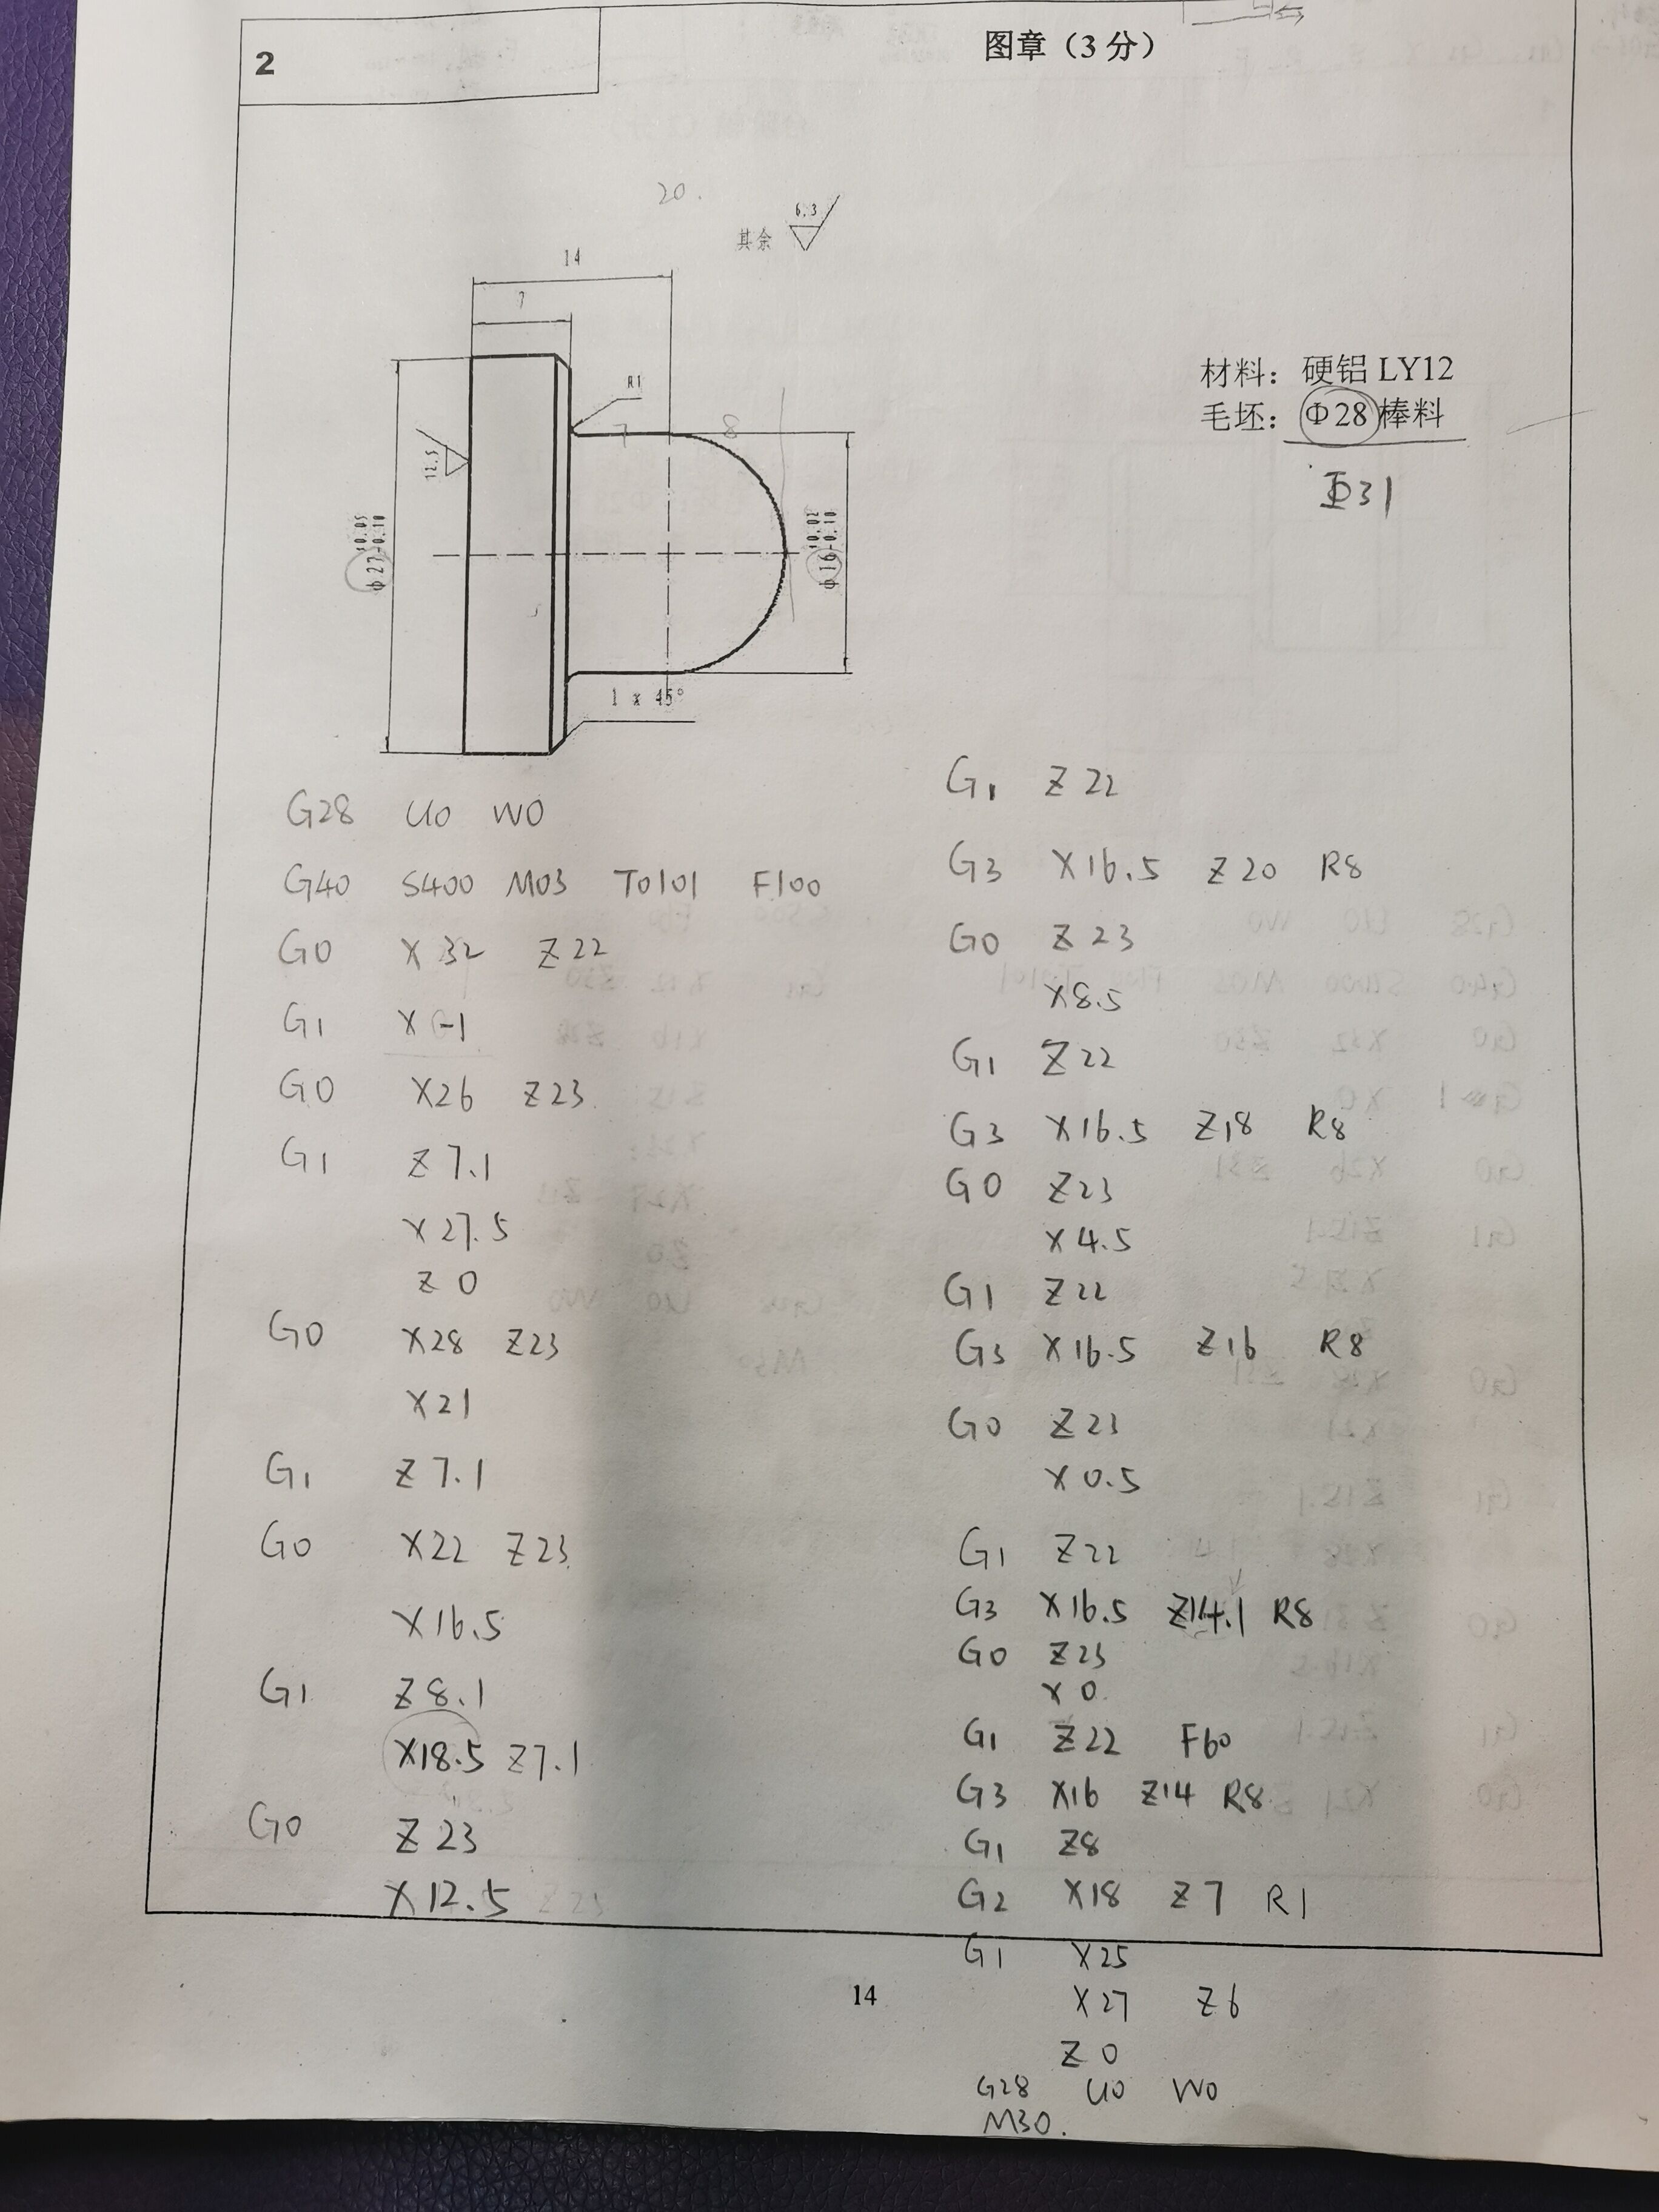 2
图章（3 分）
20.
其余 6.3
14
7
R1
7
8
12.5
φ27 +0.05 -0.10
φ16 +0.02 -0.10
1 x 45°
材料： 硬铝 LY12
毛坯： Φ28 棒料
Φ31
G28 U0 W0
G40 S400 M03 T0101 F100
G0 X32 Z22
G1 X-1
G0 X26 Z23
G1 Z7.1
X27.5
Z0
G0 X28 Z23
X21
G1 Z7.1
G0 X22 Z23
X16.5
G1 Z8.1
X18.5 Z7.1
G0 Z23
X12.5
G1 Z22
G3 X16.5 Z20 R8
G0 Z23
X8.5
G1 Z22
G3 X16.5 Z18 R8
G0 Z23
X4.5
G1 Z22
G3 X16.5 Z16 R8
G0 Z23
X0.5
G1 Z22
G3 X16.5 Z14.1 R8
G0 Z23
X0
G1 Z22 F60
G3 X16 Z14 R8
G1 Z8
G2 X18 Z7 R1
G1 X25
X27 Z6
Z0
G28 U0 W0
M30.
14